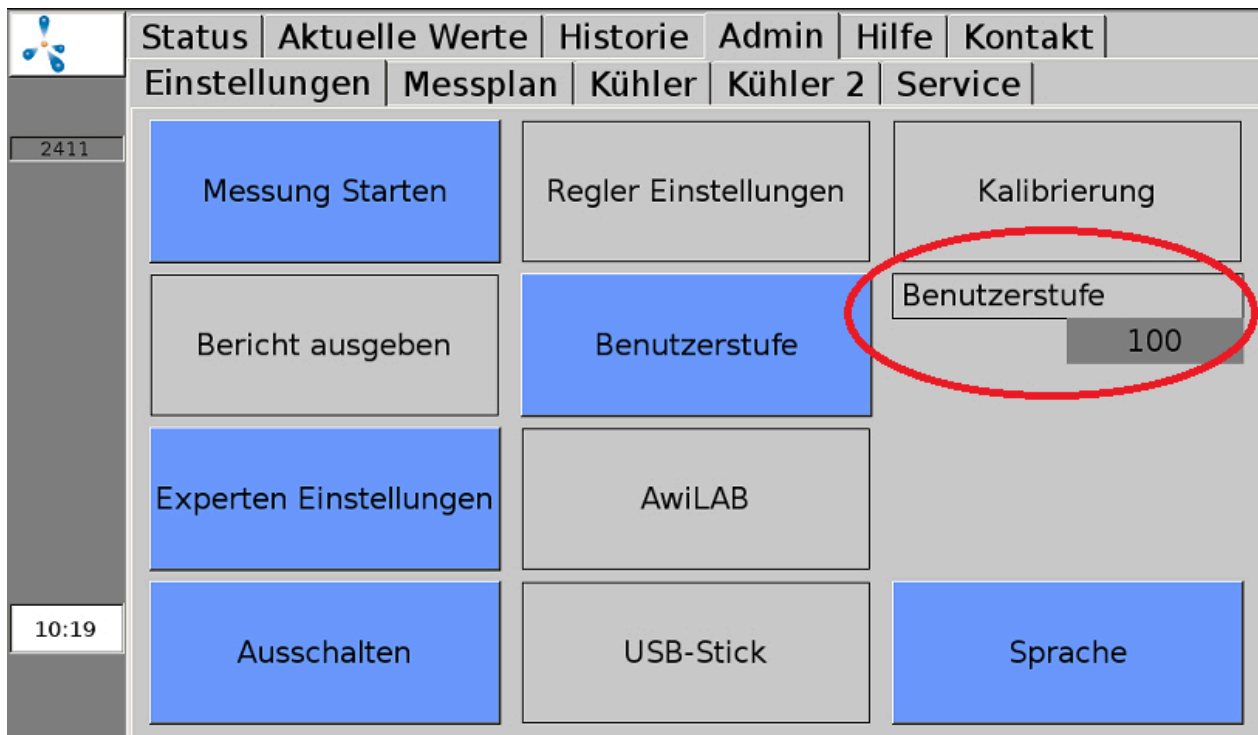 Status Aktuelle Werte Historie Admin Hilfe Kontakt
Einstellungen Messplan Kühler Kühler 2 Service
2411
Messung Starten Regler Einstellungen Kalibrierung
Benutzerstufe
100
Bericht ausgeben Benutzerstufe
Experten Einstellungen AwiLAB
10:19
Ausschalten USB-Stick Sprache